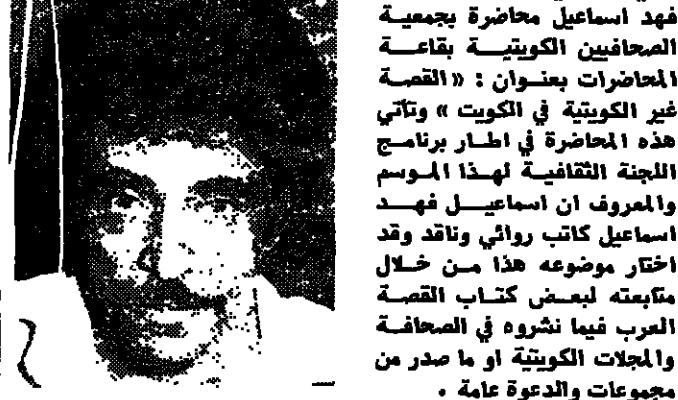 فهد اسماعيل محاضرة بجمعية
الصحافيين الكويتية بقاعة
المحاضرات بعنوان : « القصة
غير الكويتية في الكويت » وتأتي
هذه المحاضرة في اطار برنامج
اللجنة الثقافية لهذا الموسم
والمعروف ان اسماعيل فهد
اسماعيل كاتب روائي وناقد وقد
اختار موضوعه هذا من خلال
متابعته لبعض كتاب القصة
العرب فيما نشروه في الصحافة
والمجلات الكويتية او ما صدر من
مجموعات والدعوة عامة .